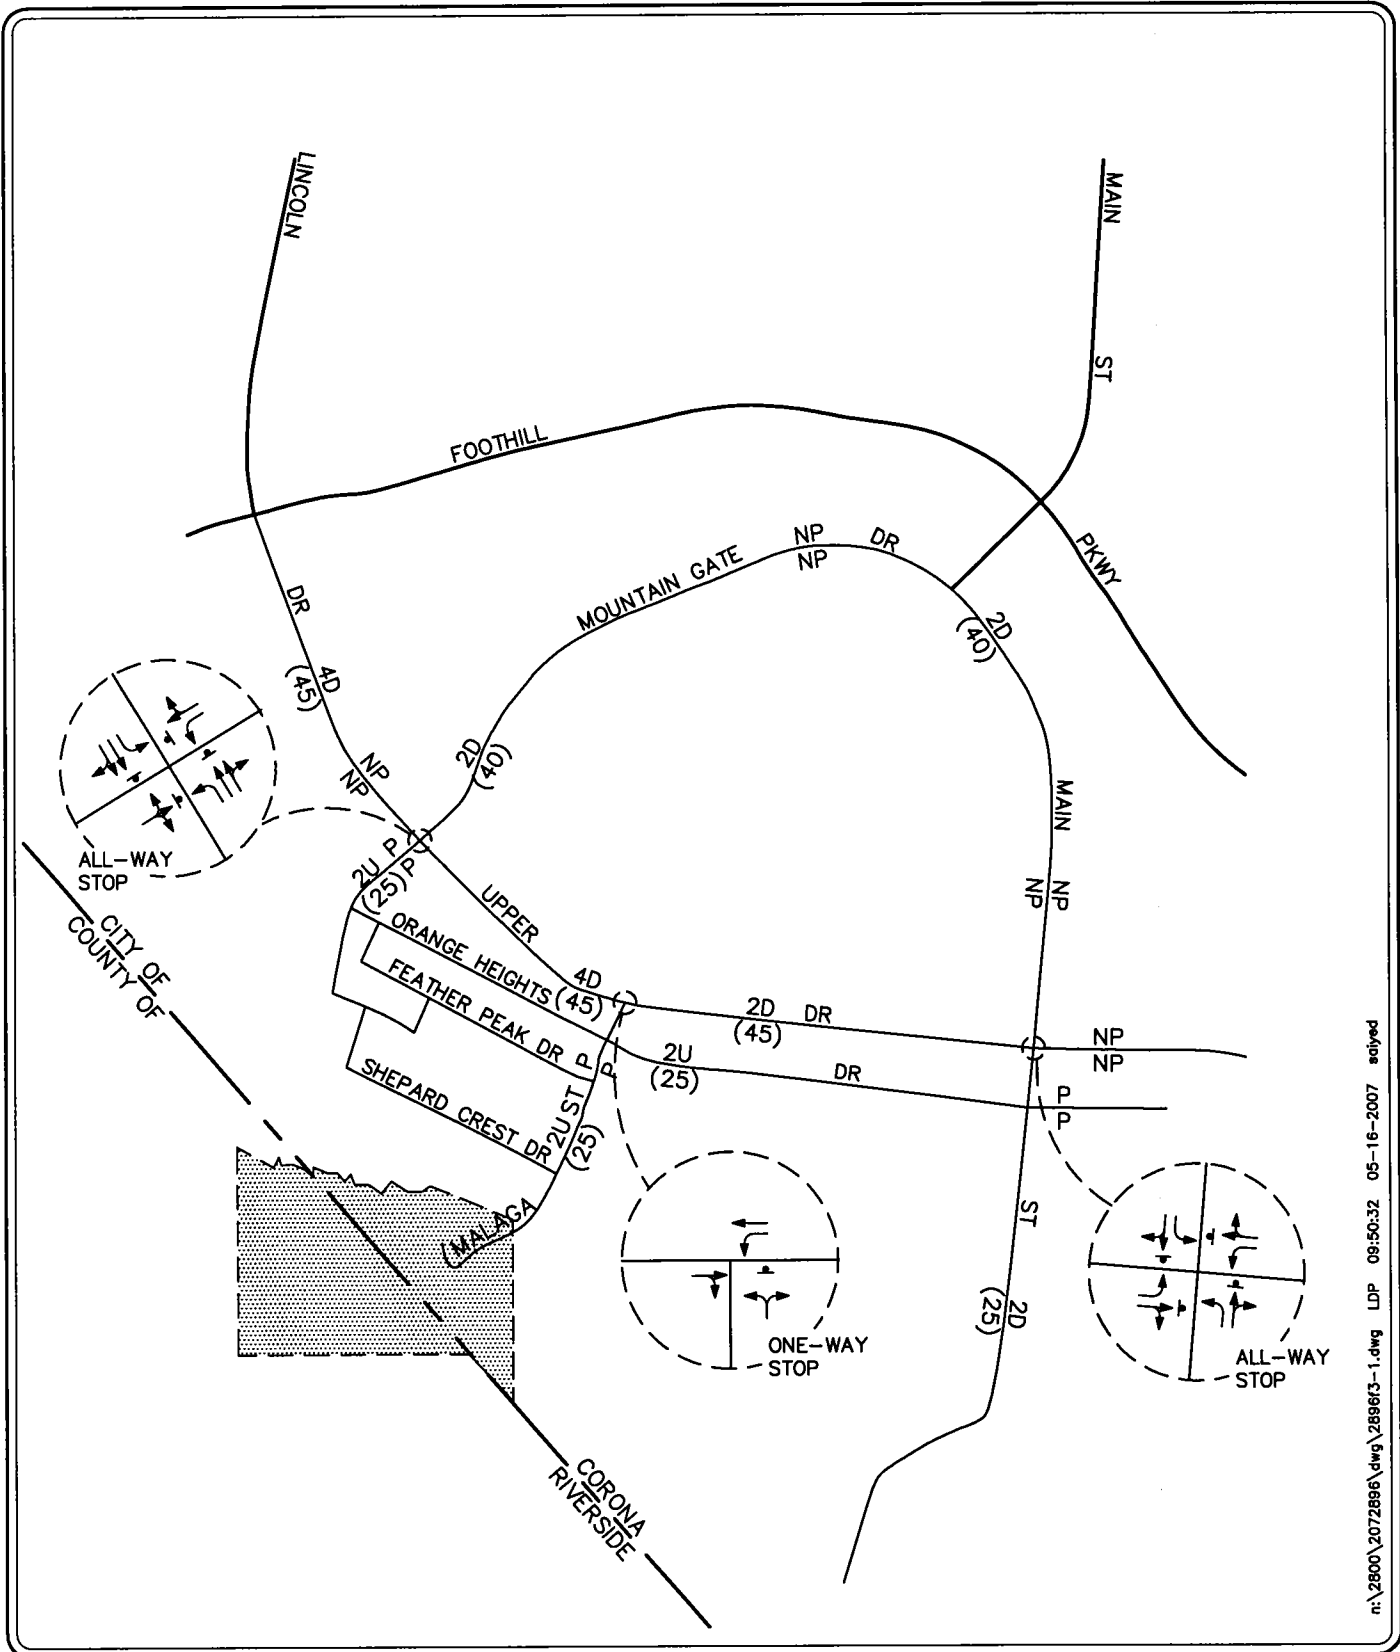 LINCOLN
MAIN
ST
FOOTHILL
PKWY
NP
NP
DR
MOUNTAIN GATE
DR
2D
(40)
4D
(45)
2D
(40)
NP
NP
MAIN
ALL-WAY
STOP
P
P
2U
(25)
UPPER
NP
NP
CITY OF
COUNTY OF
ORANGE HEIGHTS
4D
(45)
FEATHER PEAK DR
2D
(45)
DR
NP
NP
P
P
2U
(25)
DR
P
P
SHEPARD CREST DR
2U
ST
(25)
MALAGA
ST
2D
(25)
ONE-WAY
STOP
ALL-WAY
STOP
CORONA
RIVERSIDE
n:\2800\2072896\dwg\2896f3-1.dwg LDP 09:50:32 05-16-2007 saiyed